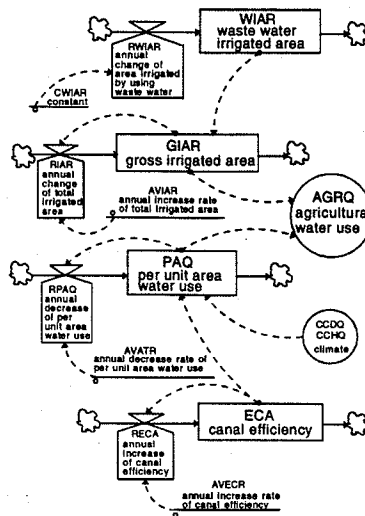 WIAR
waste water
irrigated area
RWIAR
annual
change of
area irrigated
by using
waste water
CWIAR
constant
GIAR
gross irrigated area
RIAR
annual
change
of total
irrigated
area
AVIAR
annual increase rate
of total irrigated area
AGRQ
agricultura
water use
PAQ
per unit area
water use
RPAQ
annual
decrease
of per
unit area
water use
CCDQ
CCHQ
climate
AVATR
annual decrease rate of
per unit area water use
ECA
canal efficiency
RECA
annual
increase
of canal
efficiency
AVECR
annual increase rate
of canal efficiency